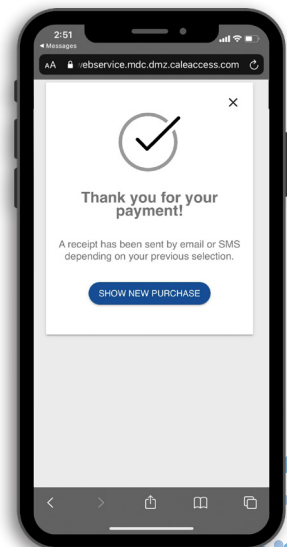 2:51
◀ Messages
AA vebservice.mdc.dmz.caleaccess.com
Thank you for your
payment!
A receipt has been sent by email or SMS
depending on your previous selection.
SHOW NEW PURCHASE